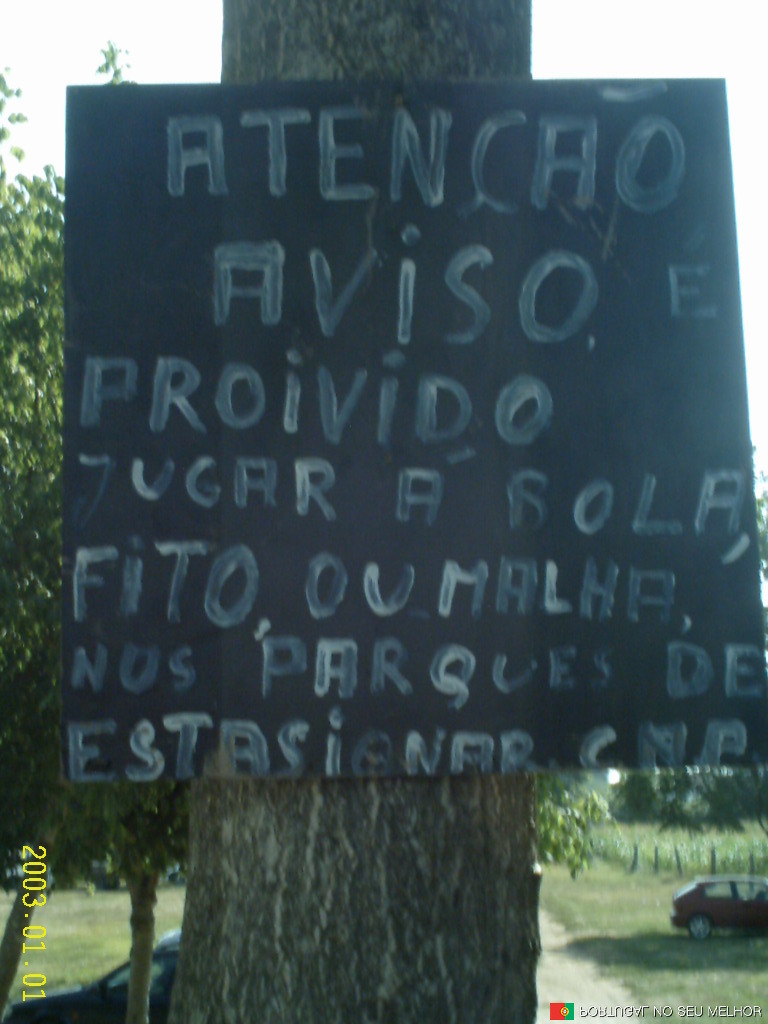 ATENÇÃO
AVISO. É
PROIVIDO
JUGAR Á BOLA,
FITO, OU MALHA,
NOS PARQUES DE
ESTASIONAR.
2003.01.01
PORTUGAL NO SEU MELHOR